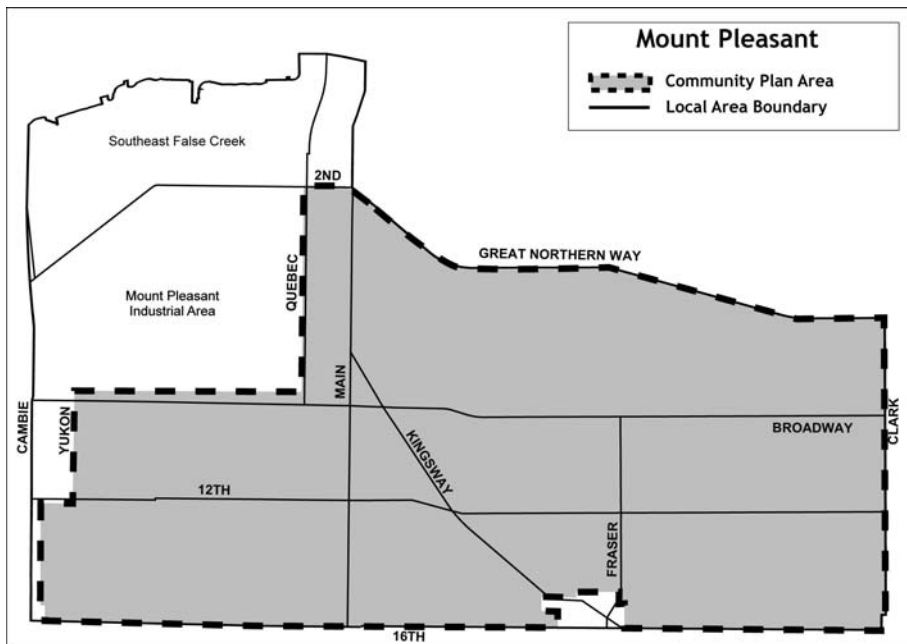 Mount Pleasant
Community Plan Area
Local Area Boundary
Southeast False Creek
2ND
GREAT NORTHERN WAY
QUEBEC
Mount Pleasant
Industrial Area
MAIN
CAMBIE
YUKON
KINGSWAY
BROADWAY
CLARK
12TH
FRASER
16TH